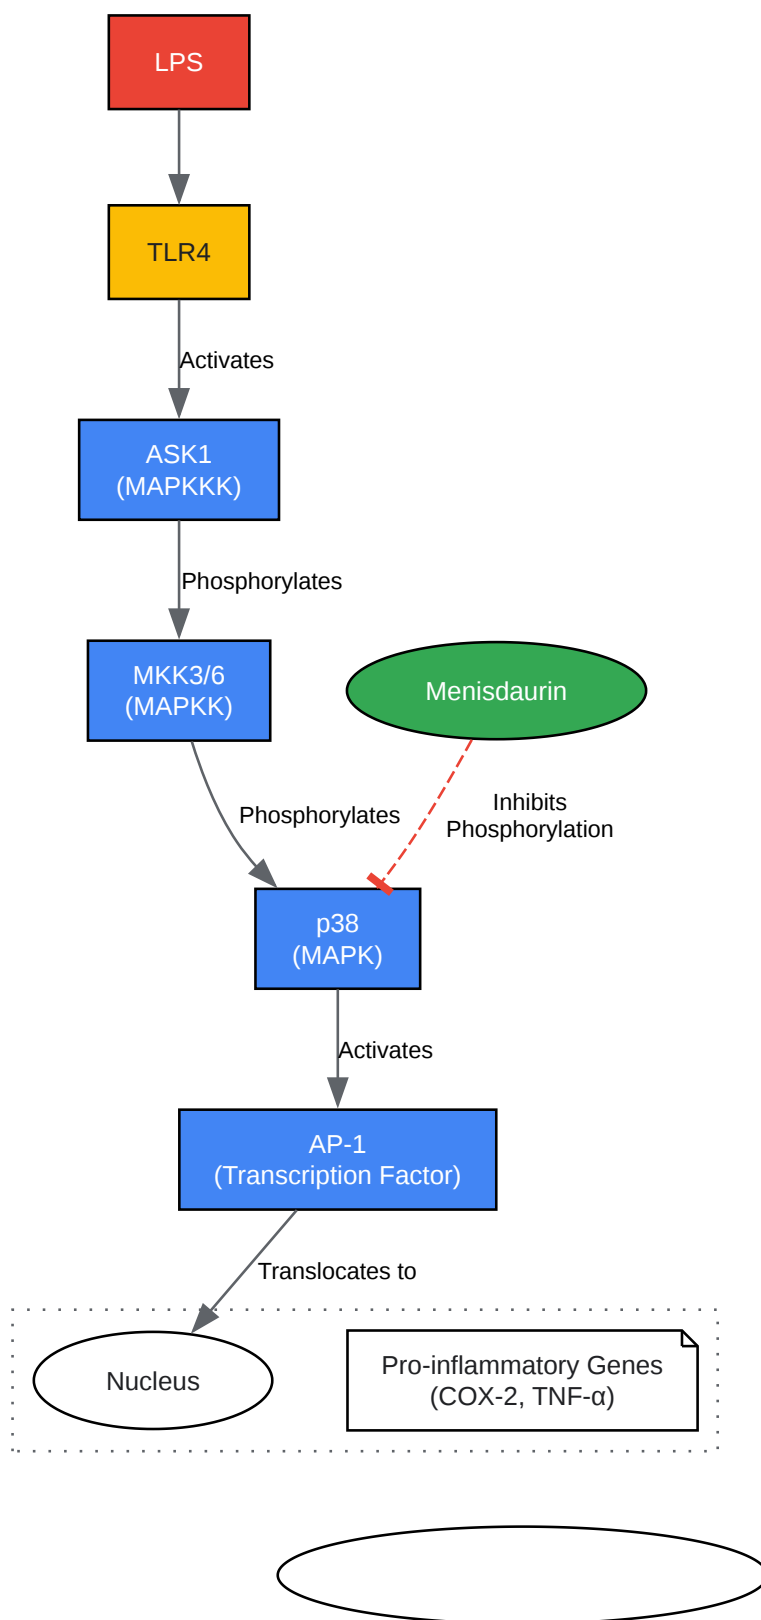 LPS
TLR4
Activates
ASK1
(MAPKKK)
Phosphorylates
MKK3/6
(MAPKK)
Menisdaurin
Phosphorylates
Inhibits
Phosphorylation
p38
(MAPK)
Activates
AP-1
(Transcription Factor)
Translocates to
Nucleus
Pro-inflammatory Genes
(COX-2, TNF-α)